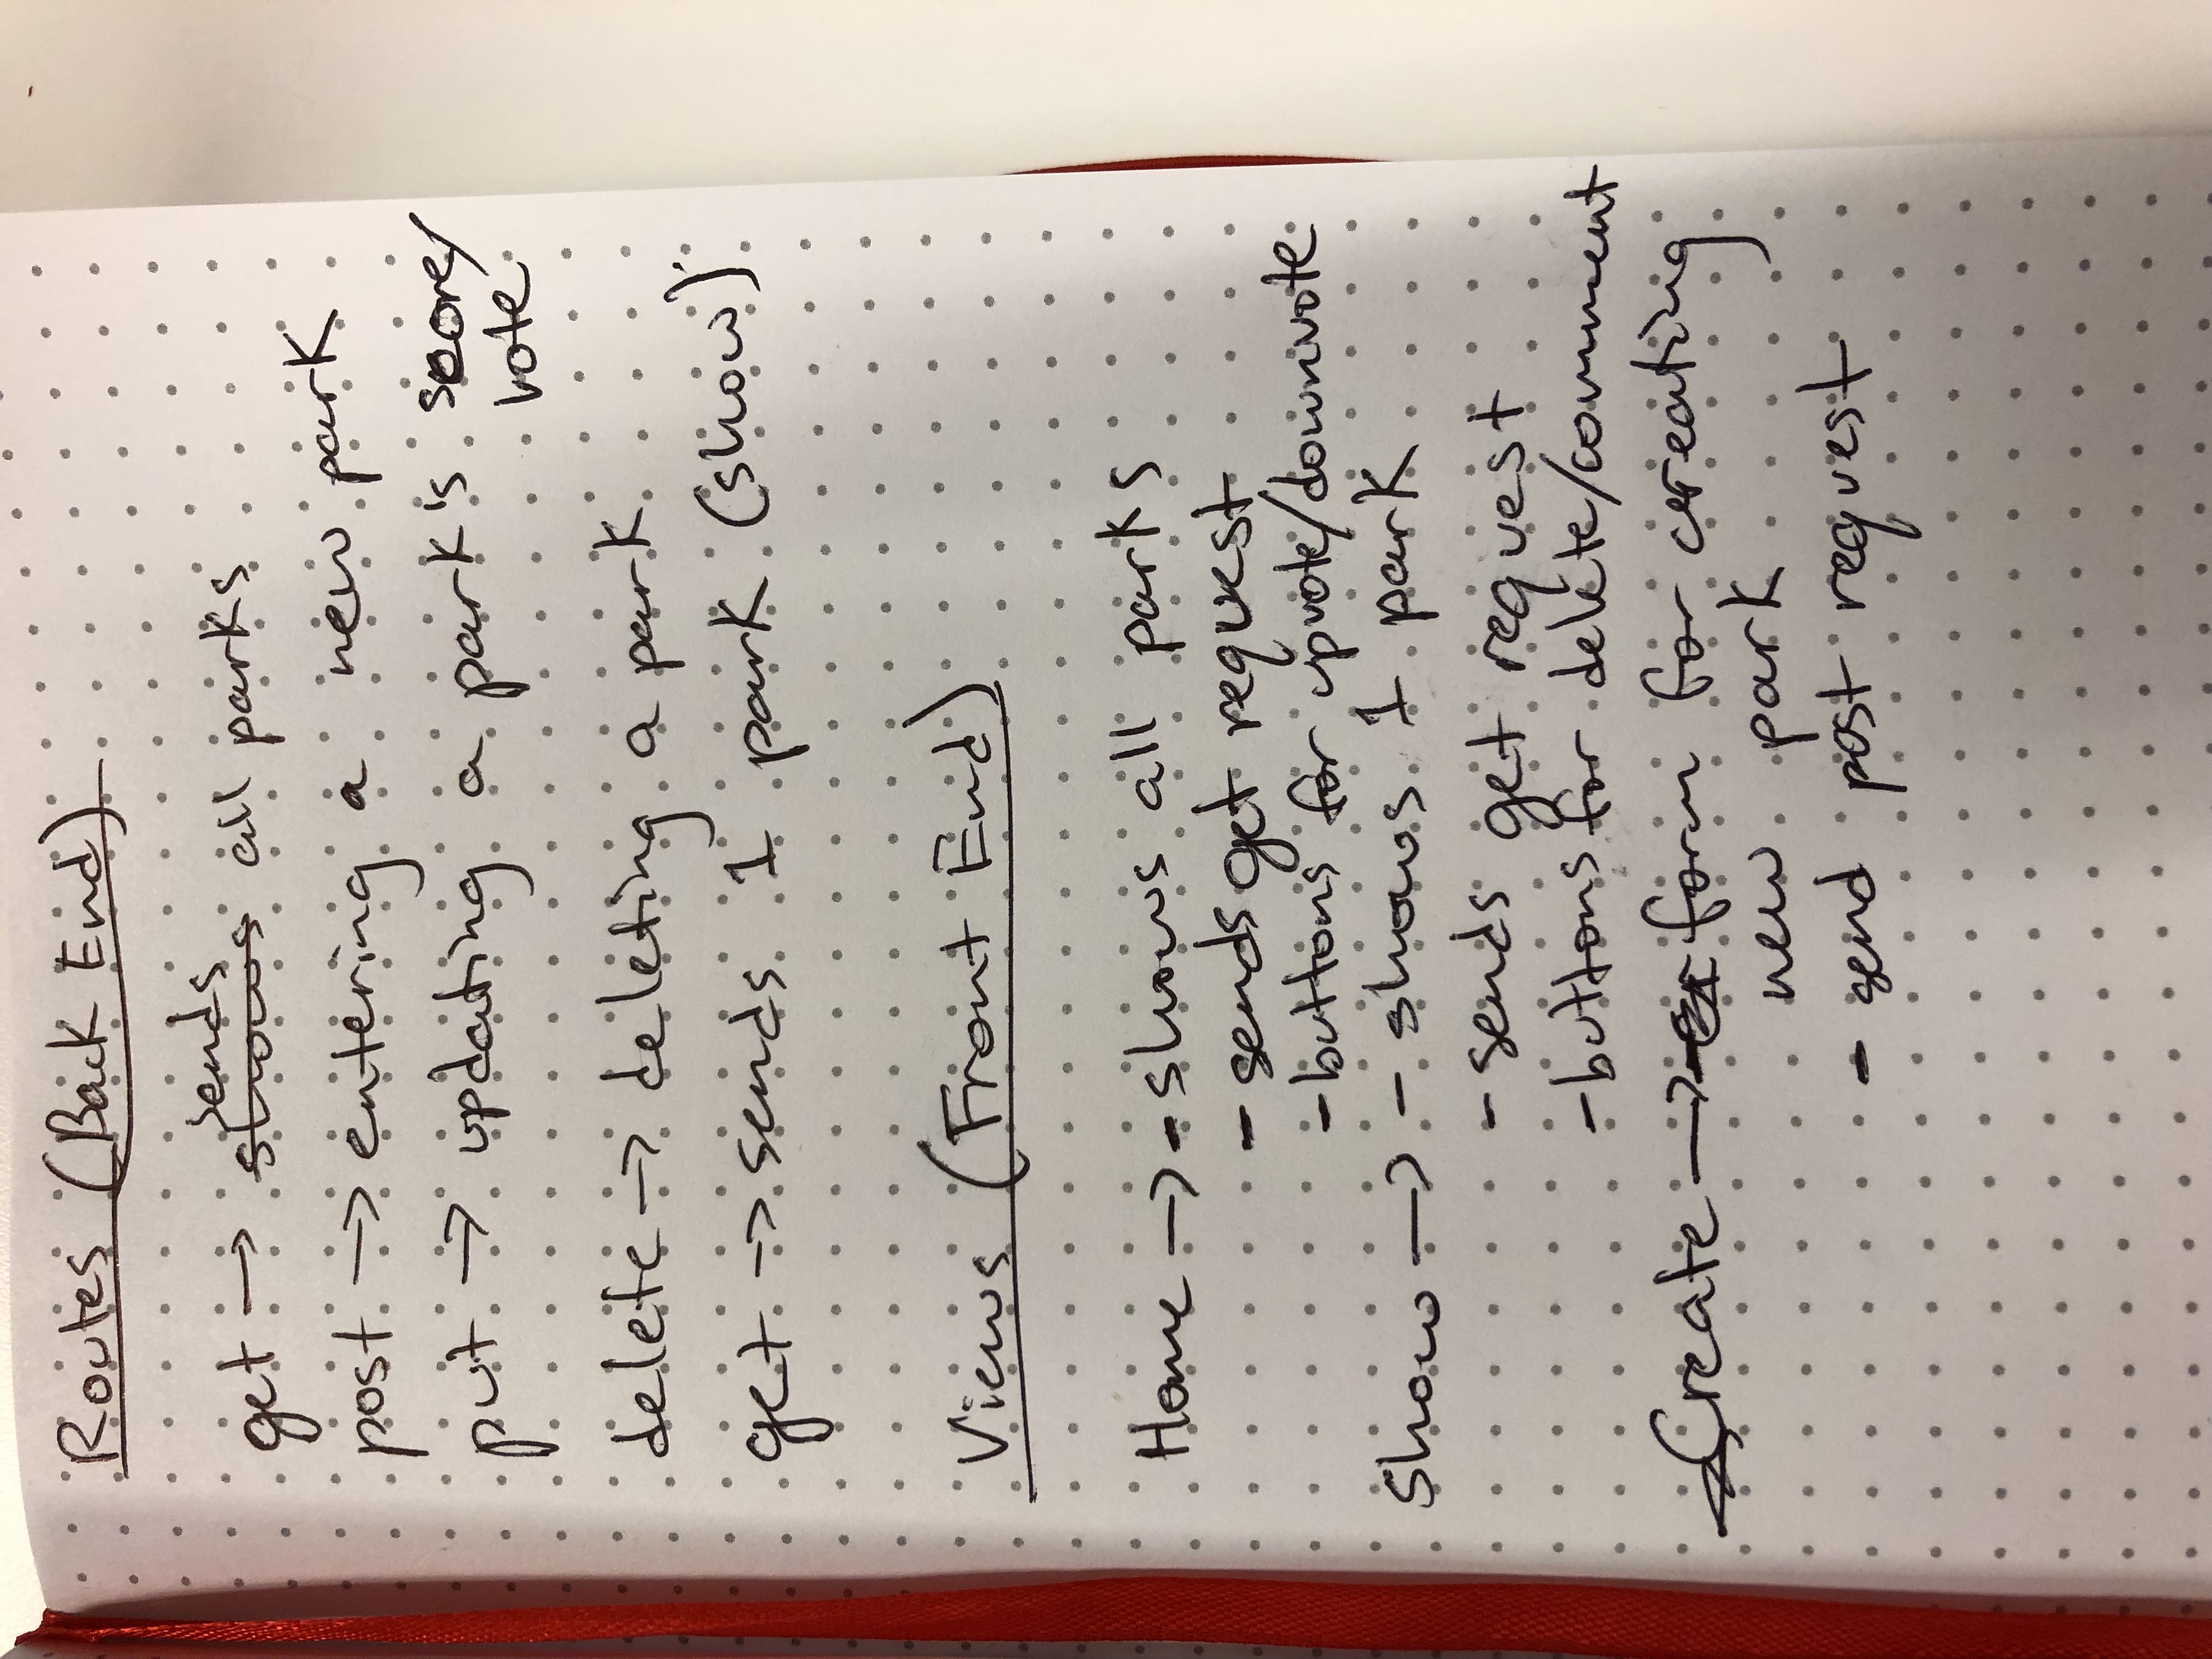 Routes (Back End)
sends
get → shows all parks
post → entering a new park
put → updating a park's score/
vote
delete → deleting a park
get → sends 1 park (show)
Views (Front End)
Home → - shows all parks
- sends get request
- buttons for upvote/downvote
Show → - shows 1 park
- sends get request
- buttons for delete/comment
Create → form for creating
new park
- send post request